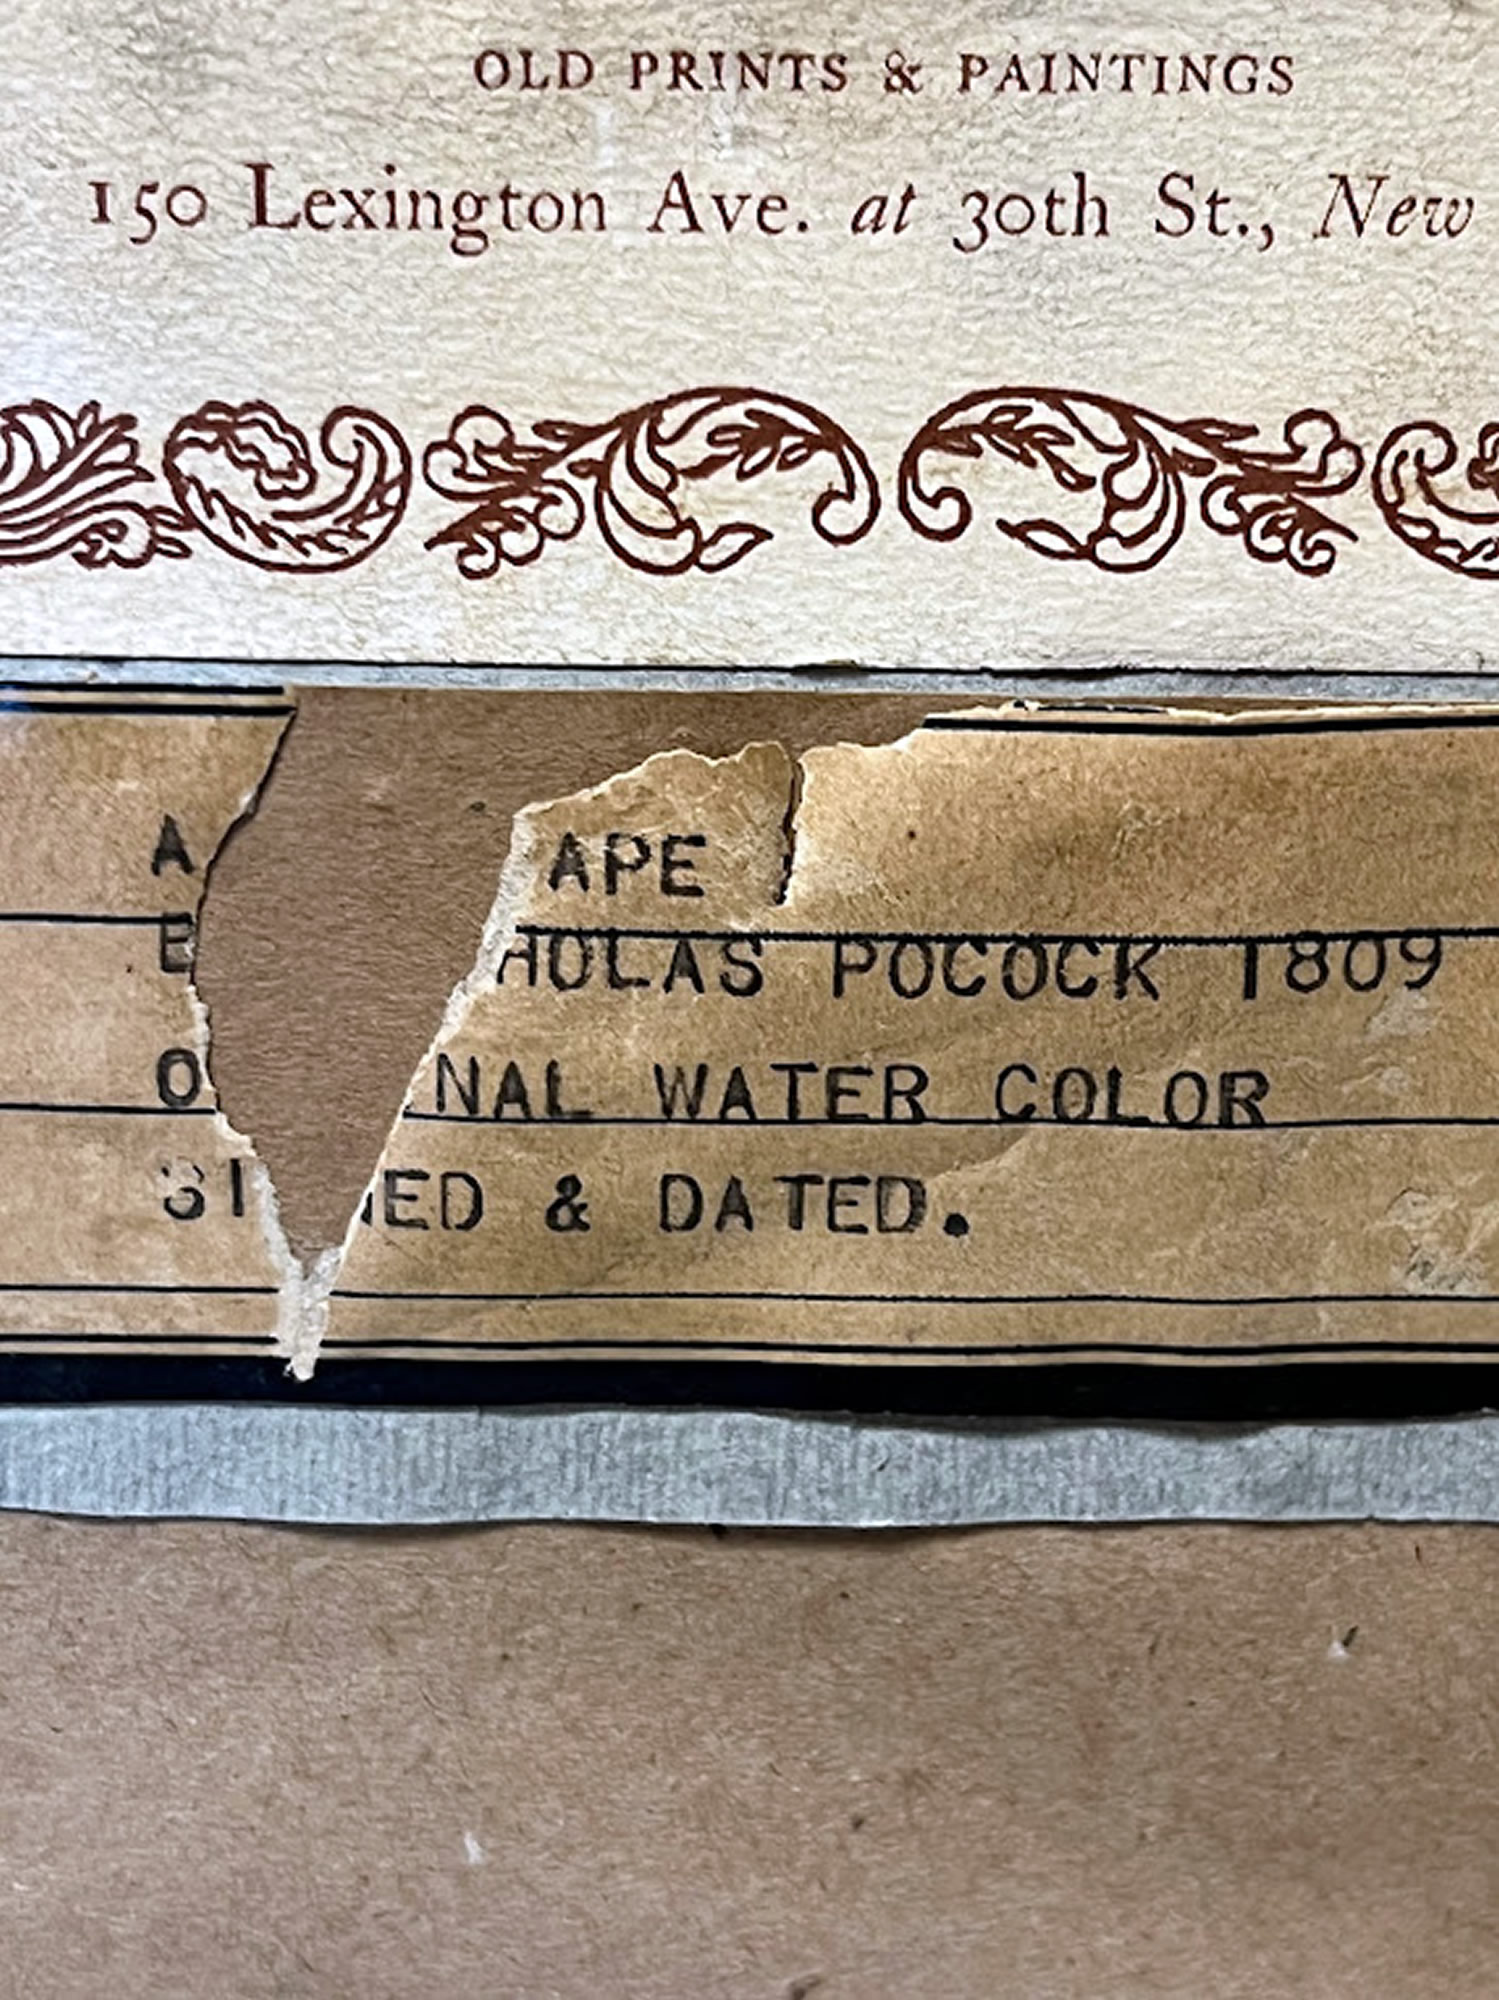 OLD PRINTS & PAINTINGS
150 Lexington Ave. at 30th St., New
A APE
HOLAS POCOCK 1809
O NAL WATER COLOR
SI NED & DATED.